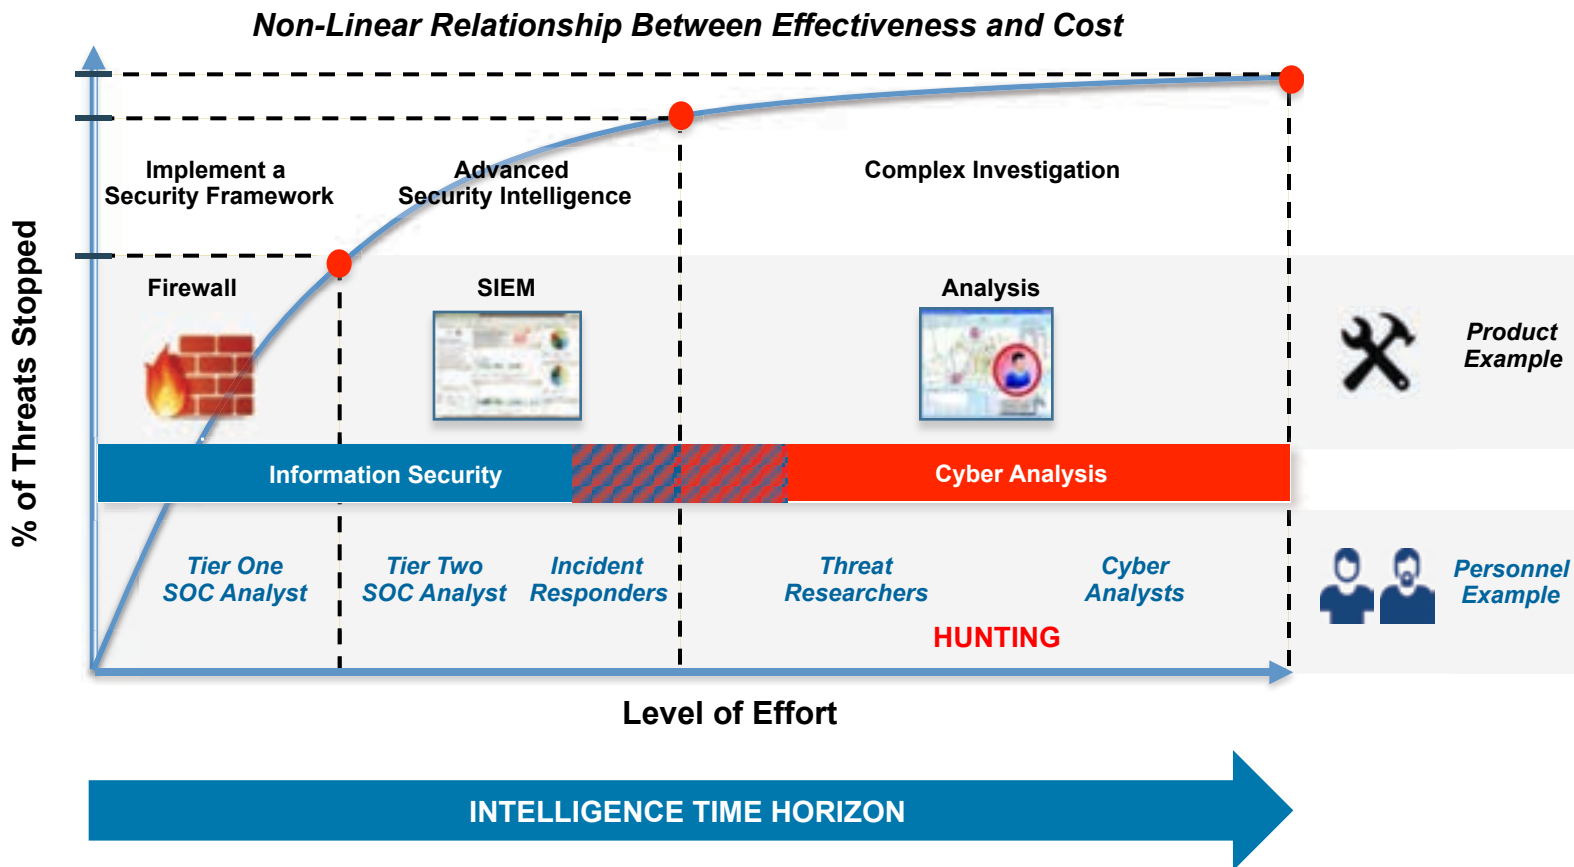 Non-Linear Relationship Between Effectiveness and Cost
% of Threats Stopped
Implement a
Security Framework
Advanced
Security Intelligence
Complex Investigation
Firewall
SIEM
Analysis
Product
Example
Information Security
Cyber Analysis
Tier One
SOC Analyst
Tier Two
SOC Analyst
Incident
Responders
Threat
Researchers
Cyber
Analysts
Personnel
Example
HUNTING
Level of Effort
INTELLIGENCE TIME HORIZON